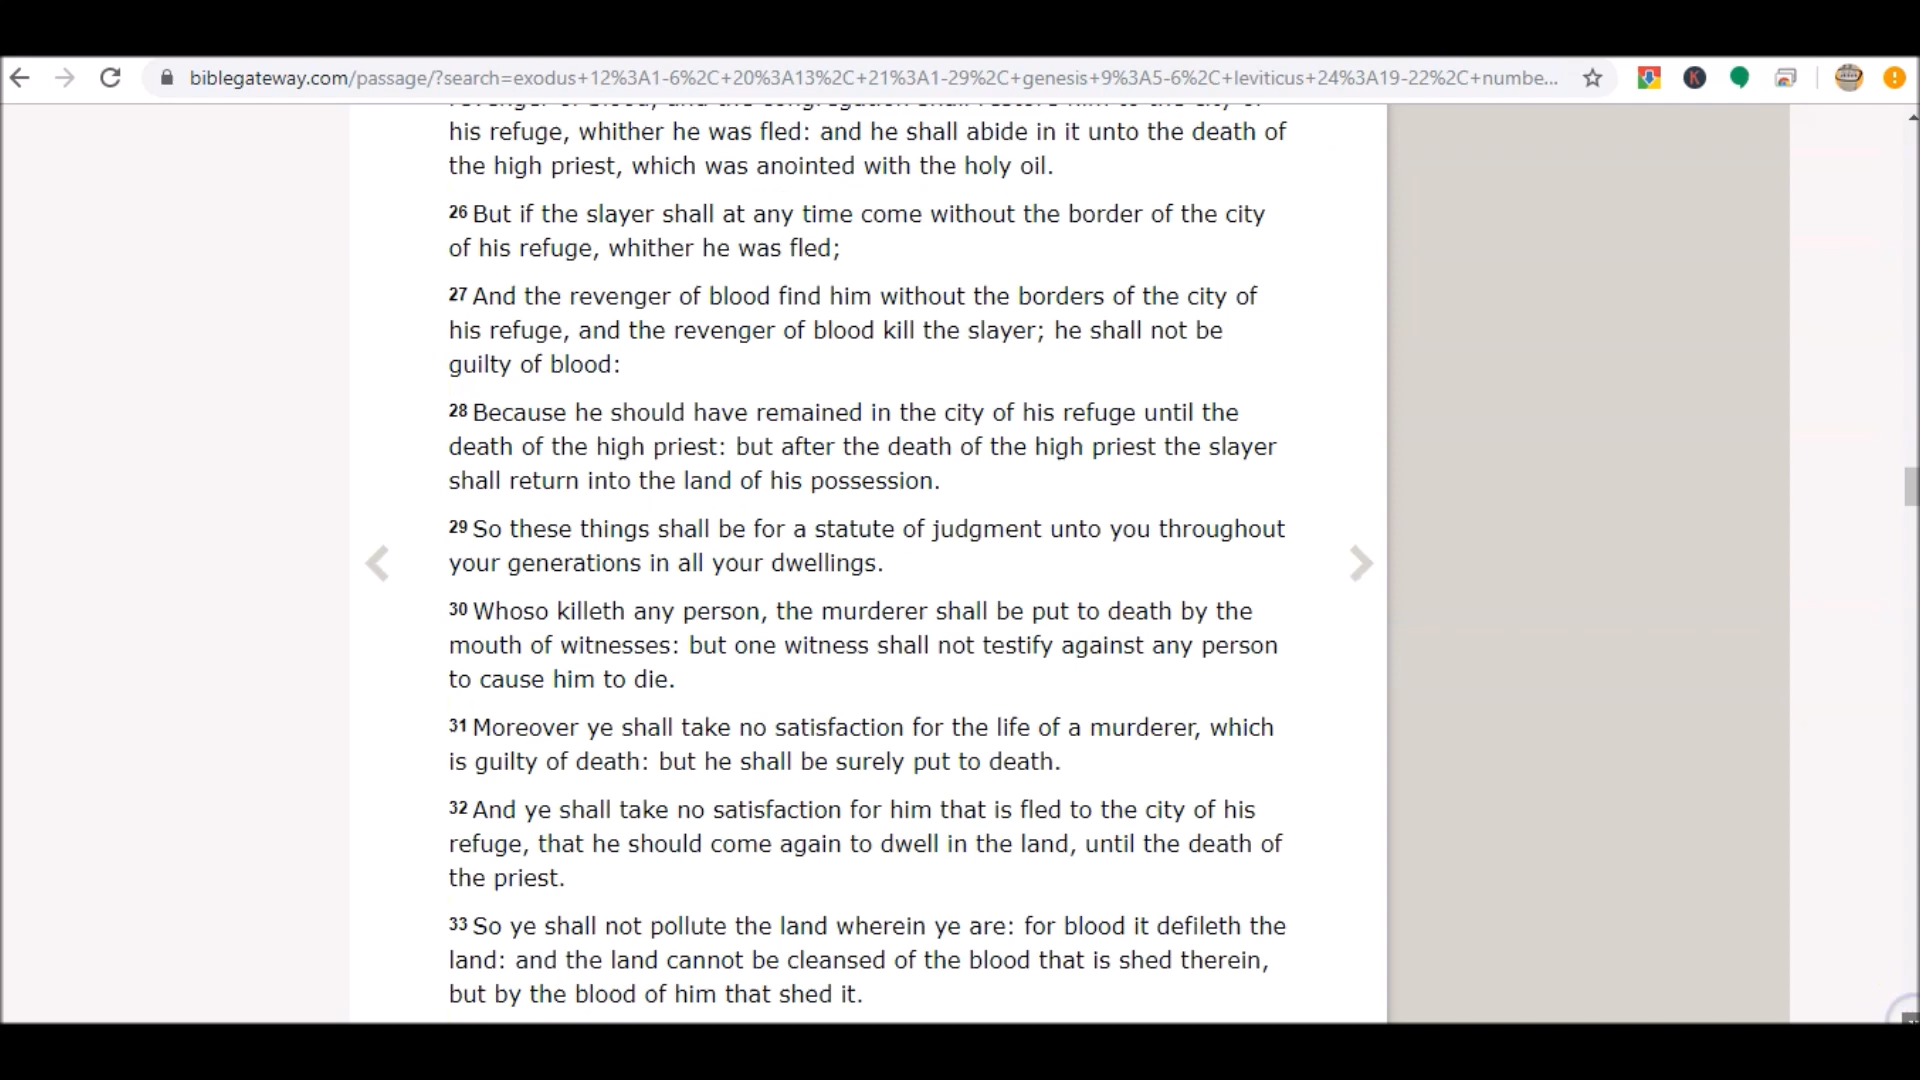 biblegateway.com/passage/?search=exodus+12%3A1-6%2C+20%3A13%2C+21%3A1-29%2C+genesis+9%3A5-6%2C+leviticus+24%3A19-22%2C+numbe...
K
revenger of blood, and the congregation shall restore him to the city of
his refuge, whither he was fled: and he shall abide in it unto the death of
the high priest, which was anointed with the holy oil.
26 But if the slayer shall at any time come without the border of the city
of his refuge, whither he was fled;
27 And the revenger of blood find him without the borders of the city of
his refuge, and the revenger of blood kill the slayer; he shall not be
guilty of blood:
28 Because he should have remained in the city of his refuge until the
death of the high priest: but after the death of the high priest the slayer
shall return into the land of his possession.
29 So these things shall be for a statute of judgment unto you throughout
your generations in all your dwellings.
30 Whoso killeth any person, the murderer shall be put to death by the
mouth of witnesses: but one witness shall not testify against any person
to cause him to die.
31 Moreover ye shall take no satisfaction for the life of a murderer, which
is guilty of death: but he shall be surely put to death.
32 And ye shall take no satisfaction for him that is fled to the city of his
refuge, that he should come again to dwell in the land, until the death of
the priest.
33 So ye shall not pollute the land wherein ye are: for blood it defileth the
land: and the land cannot be cleansed of the blood that is shed therein,
but by the blood of him that shed it.